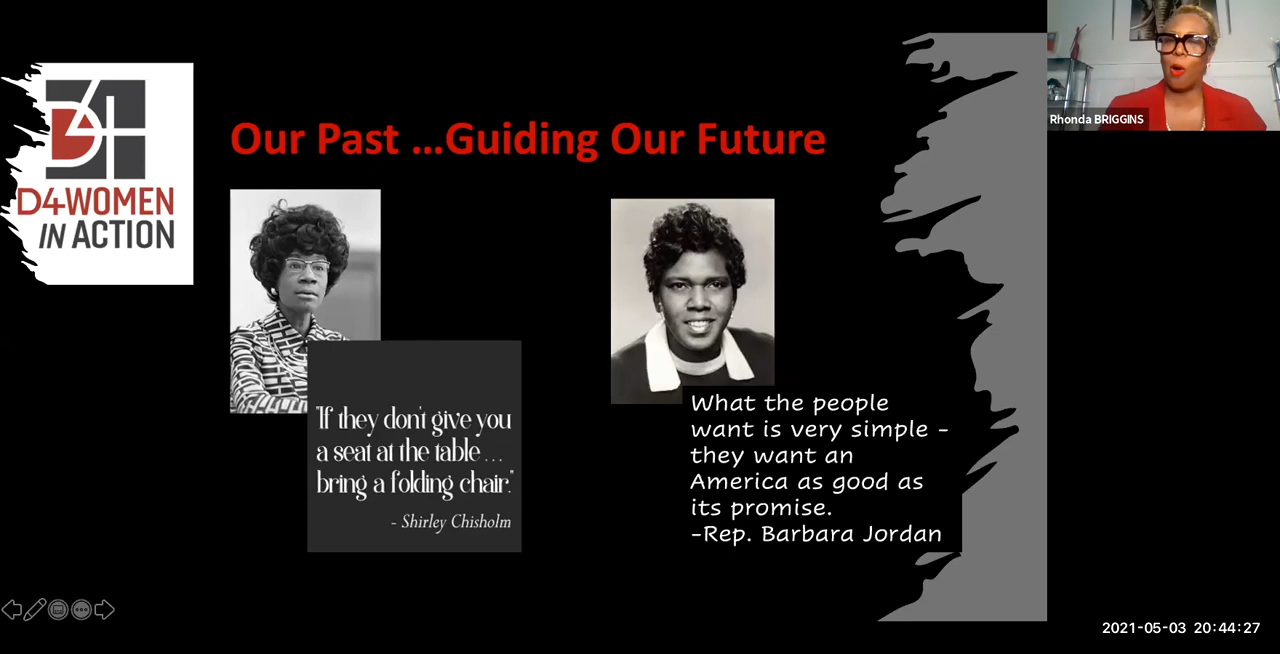 D4
D4WOMEN
IN ACTION
Our Past ...Guiding Our Future
"If they don't give you
a seat at the table...
bring a folding chair."
- Shirley Chisholm
What the people
want is very simple -
they want an
America as good as
its promise.
-Rep. Barbara Jordan
Rhonda BRIGGINS
2021-05-03 20:44:27